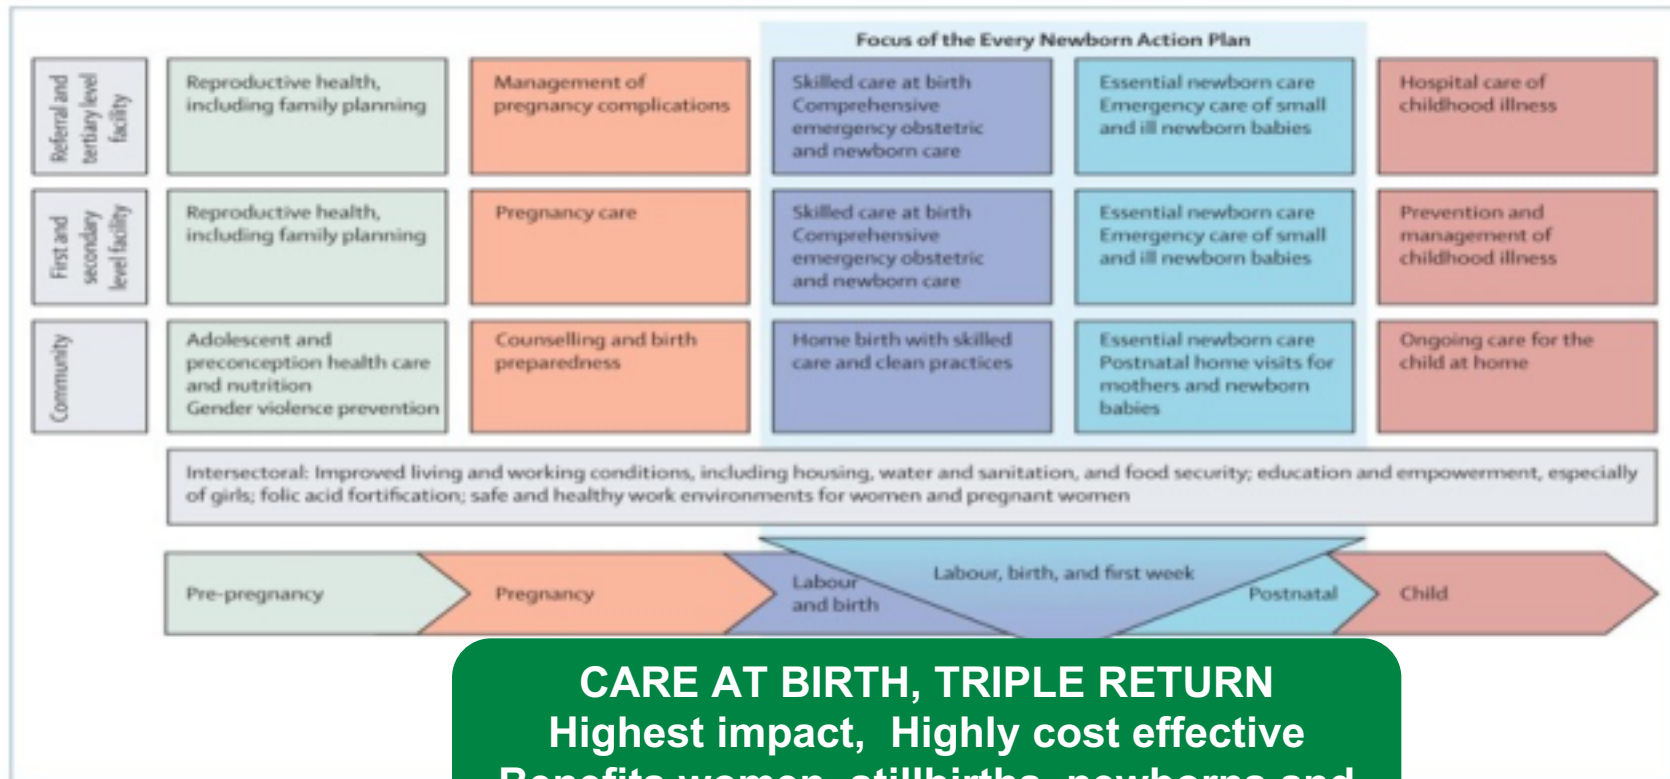 Focus of the Every Newborn Action Plan
Referral and
tertiary level
facility
Reproductive health,
including family planning
Management of
pregnancy complications
Skilled care at birth
Comprehensive
emergency obstetric
and newborn care
Essential newborn care
Emergency care of small
and ill newborn babies
Hospital care of
childhood illness
First and
secondary
level facility
Reproductive health,
including family planning
Pregnancy care
Skilled care at birth
Comprehensive
emergency obstetric
and newborn care
Essential newborn care
Emergency care of small
and ill newborn babies
Prevention and
management of
childhood illness
Community
Adolescent and
preconception health care
and nutrition
Gender violence prevention
Counselling and birth
preparedness
Home birth with skilled
care and clean practices
Essential newborn care
Postnatal home visits for
mothers and newborn
babies
Ongoing care for the
child at home
Intersectoral: Improved living and working conditions, including housing, water and sanitation, and food security; education and empowerment, especially
of girls; folic acid fortification; safe and healthy work environments for women and pregnant women
Pre-pregnancy
Pregnancy
Labour
and birth
Labour, birth, and first week
Postnatal
Child
CARE AT BIRTH, TRIPLE RETURN
Highest impact, Highly cost effective
Benefits women, stillbirths, newborns and